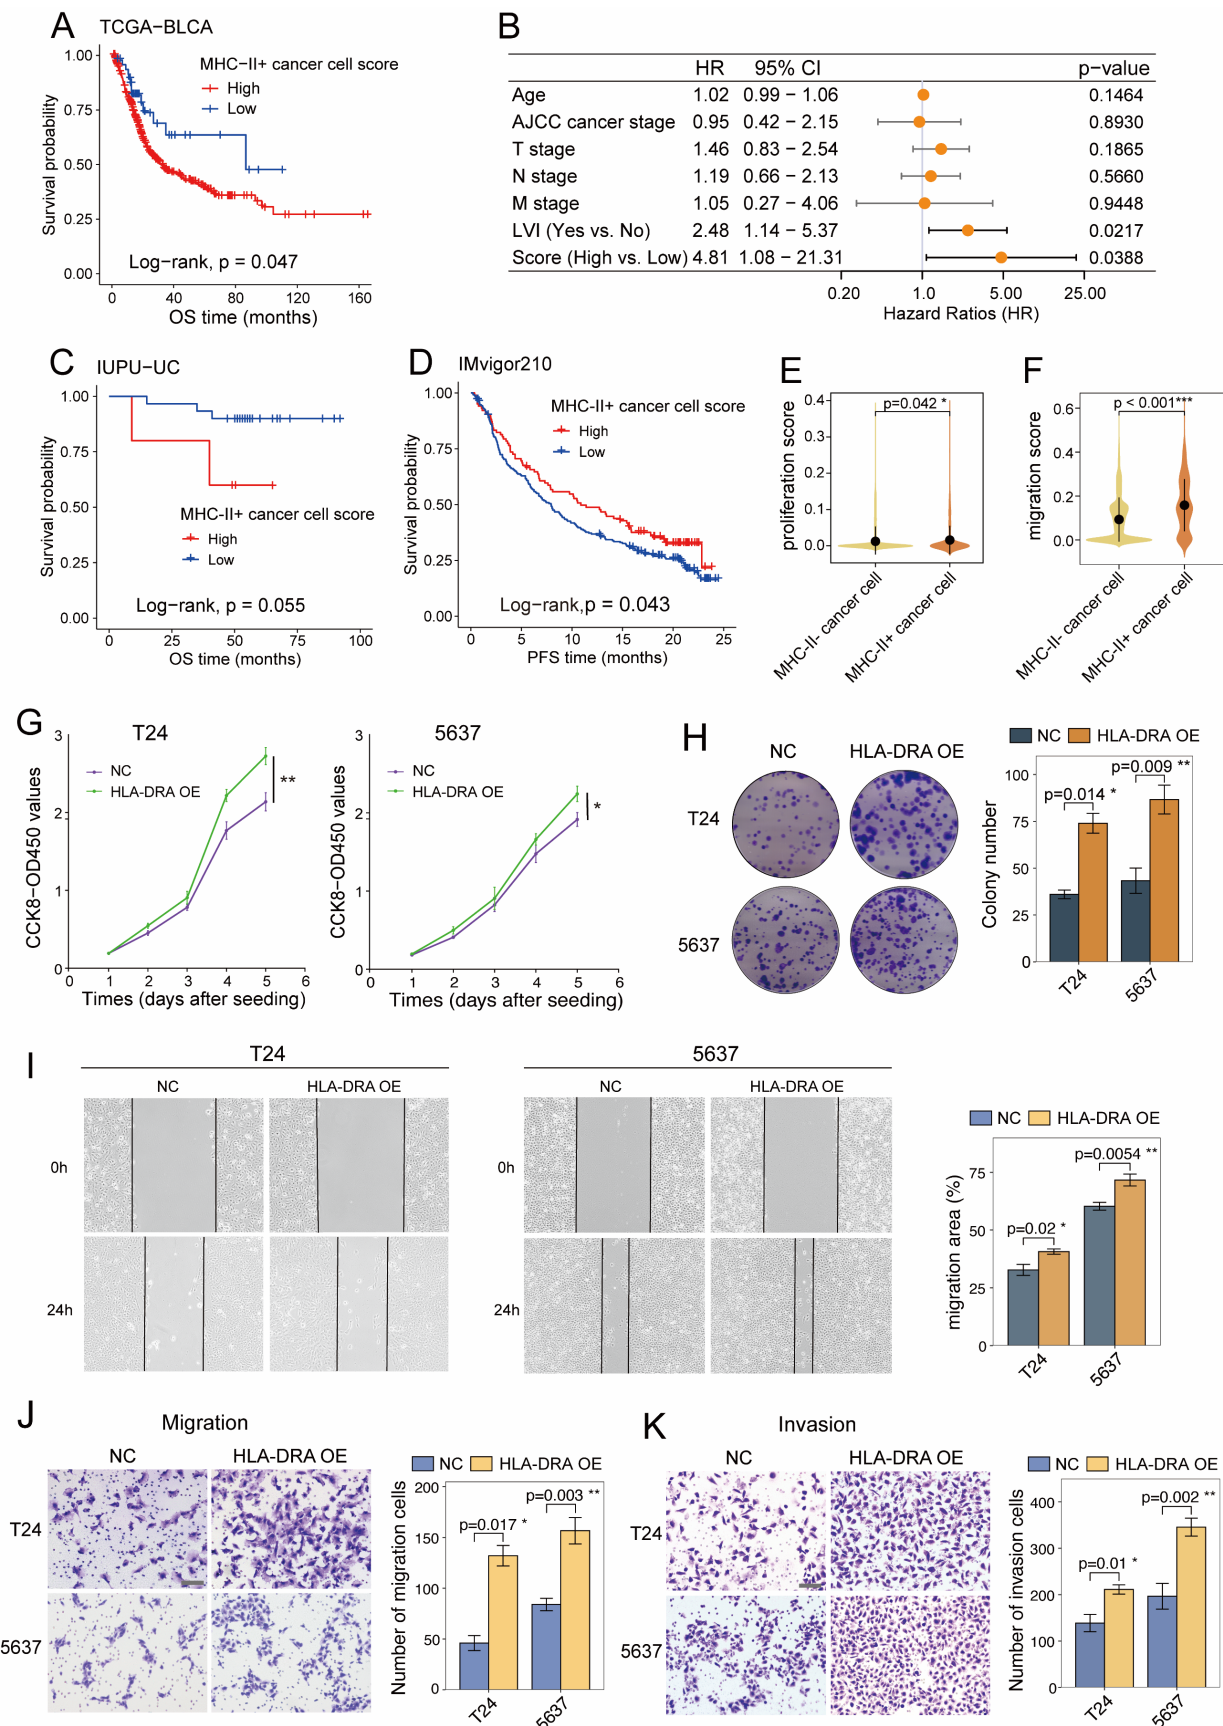 A
TCGA−BLCA
MHC−II+ cancer cell score
High
Low
Survival probability
1.00
0.75
0.50
0.25
0.00
Log−rank, p = 0.047
0 40 80 120 160
OS time (months)
B
HR 95% CI p−value
Age 1.02 0.99 − 1.06 0.1464
AJCC cancer stage 0.95 0.42 − 2.15 0.8930
T stage 1.46 0.83 − 2.54 0.1865
N stage 1.19 0.66 − 2.13 0.5660
M stage 1.05 0.27 − 4.06 0.9448
LVI (Yes vs. No) 2.48 1.14 − 5.37 0.0217
Score (High vs. Low) 4.81 1.08 − 21.31 0.0388
0.20 1.0 5.00 25.00
Hazard Ratios (HR)
C
IUPU−UC
Survival probability
1.00
0.75
0.50
0.25
0.00
MHC-II+ cancer cell score
High
Low
Log−rank, p = 0.055
0 25 50 75 100
OS time (months)
D
IMvigor210
MHC-II+ cancer cell score
High
Low
Survival probability
1.00
0.75
0.50
0.25
0.00
Log−rank,p = 0.043
0 5 10 15 20 25
PFS time (months)
E
proliferation score
0.4
0.3
0.2
0.1
0.0
p=0.042 *
MHC-II- cancer cell
MHC-II+ cancer cell
F
migration score
0.6
0.4
0.2
0.0
p < 0.001***
MHC-II- cancer cell
MHC-II+ cancer cell
G
T24
CCK8−OD450 values
3
2
1
0
NC
HLA-DRA OE
**
0 1 2 3 4 5 6
Times (days after seeding)
5637
CCK8−OD450 values
3
2
1
0
NC
HLA-DRA OE
*
0 1 2 3 4 5 6
Times (days after seeding)
H
NC HLA-DRA OE
T24
5637
NC HLA-DRA OE
Colony number
100
75
50
25
0
p=0.014 *
p=0.009 **
T24
5637
I
T24
NC HLA-DRA OE
0h
24h
5637
NC HLA-DRA OE
0h
24h
NC HLA-DRA OE
migration area (%)
75
50
25
0
p=0.02 *
p=0.0054 **
T24
5637
J
Migration
NC HLA-DRA OE
T24
5637
NC HLA-DRA OE
Number of migration cells
200
150
100
50
0
p=0.017 *
p=0.003 **
T24
5637
K
Invasion
NC HLA-DRA OE
T24
5637
NC HLA-DRA OE
Number of invasion cells
400
300
200
100
0
p=0.01 *
p=0.002 **
T24
5637